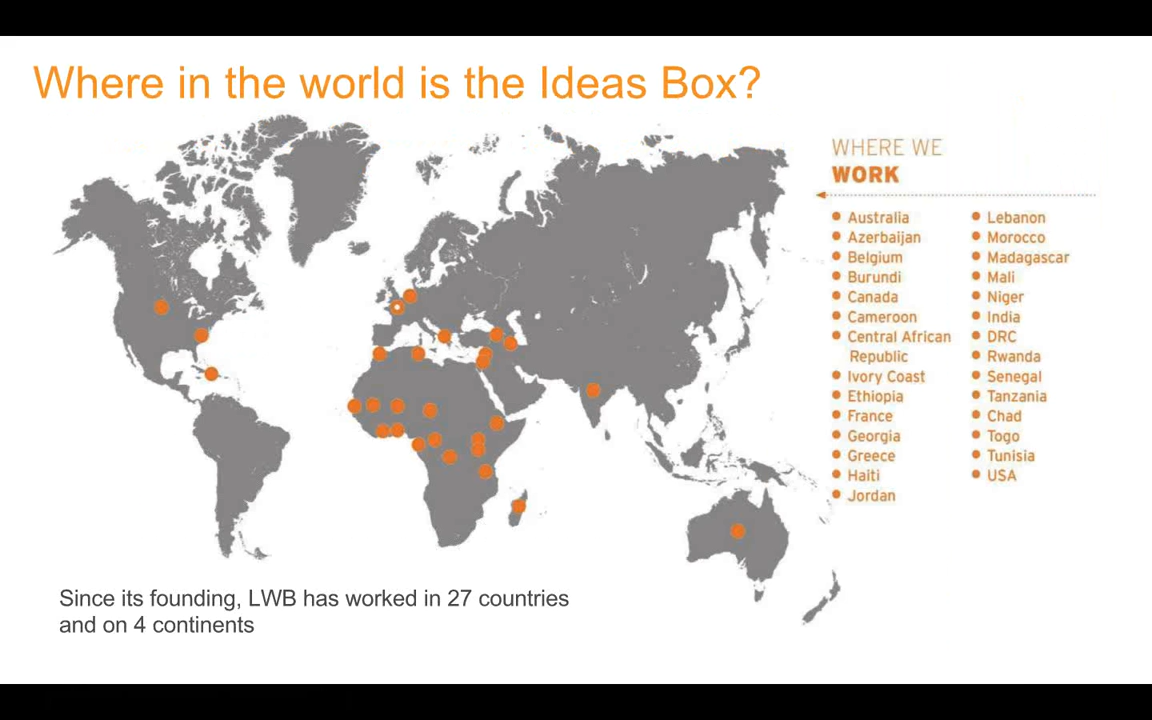 Where in the world is the Ideas Box?
WHERE WE
WORK
Australia
Azerbaijan
Belgium
Burundi
Canada
Cameroon
Central African
Republic
Ivory Coast
Ethiopia
France
Georgia
Greece
Haiti
Jordan
Lebanon
Morocco
Madagascar
Mali
Niger
India
DRC
Rwanda
Senegal
Tanzania
Chad
Togo
Tunisia
USA
Since its founding, LWB has worked in 27 countries
and on 4 continents